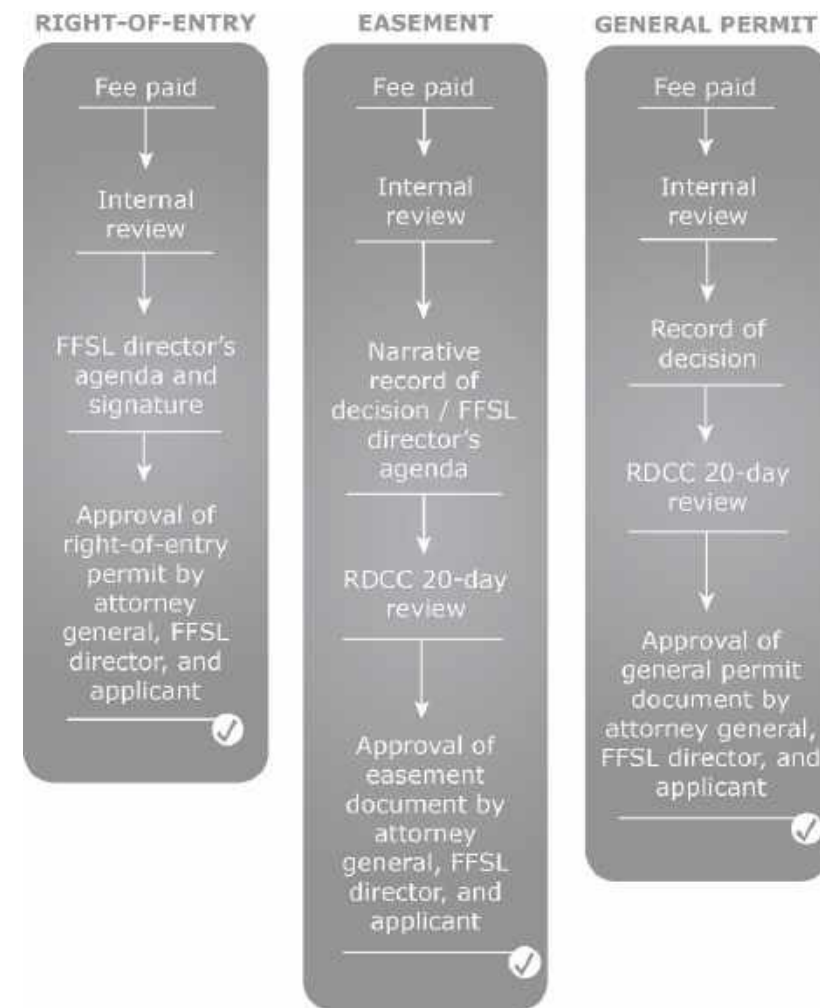 RIGHT-OF-ENTRY
Fee paid
Internal
review
FFSL director's
agenda and
signature
Approval of
right-of-entry
permit by
attorney
general, FFSL
director, and
applicant
EASEMENT
Fee paid
Internal
review
Narrative
record of
decision / FFSL
director's
agenda
RDCC 20-day
review
Approval of
easement
document by
attorney
general, FFSL
director, and
applicant
GENERAL PERMIT
Fee paid
Internal
review
Record of
decision
RDCC 20-day
review
Approval of
general permit
document by
attorney general,
FFSL director, and
applicant